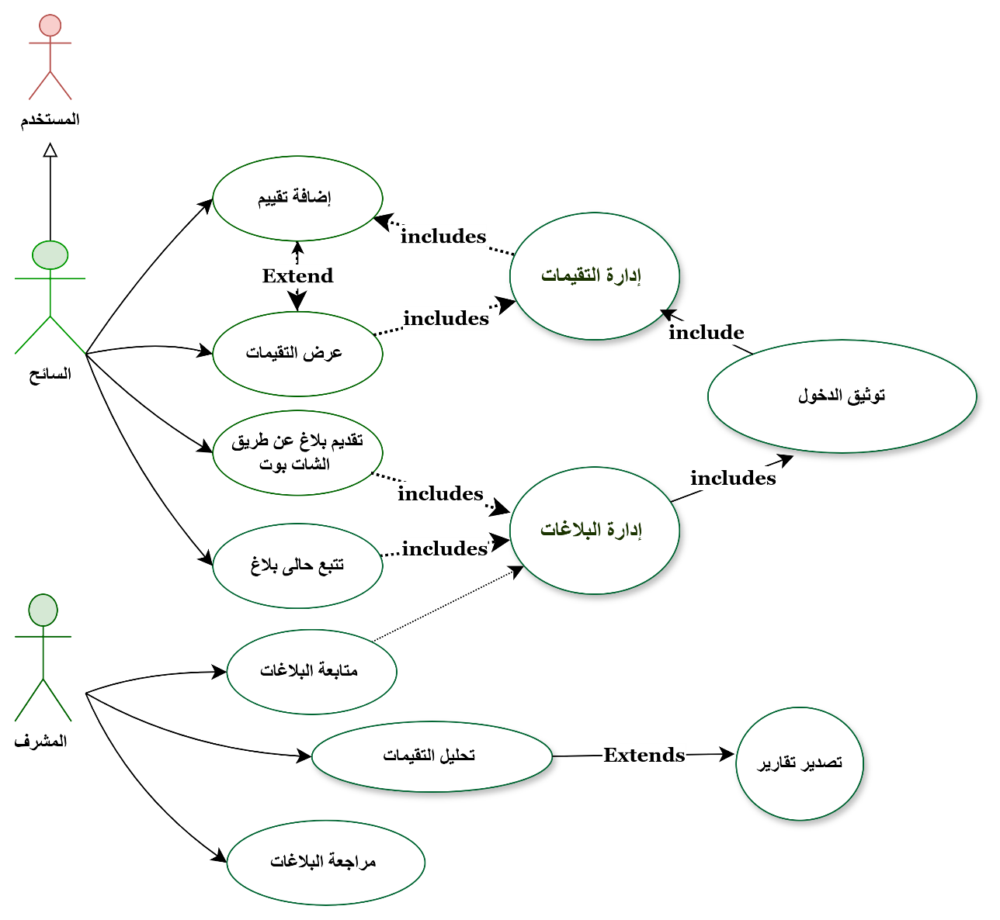 المستخدم
إضافة تقييم
includes
إدارة التقيمات
Extend
includes
include
عرض التقيمات
السائح
توثيق الدخول
تقديم بلاغ عن طريق
الشات بوت
includes
includes
إدارة البلاغات
includes
تتبع حالى بلاغ
متابعة البلاغات
المشرف
تحليل التقيمات
Extends
تصدير تقارير
مراجعة البلاغات